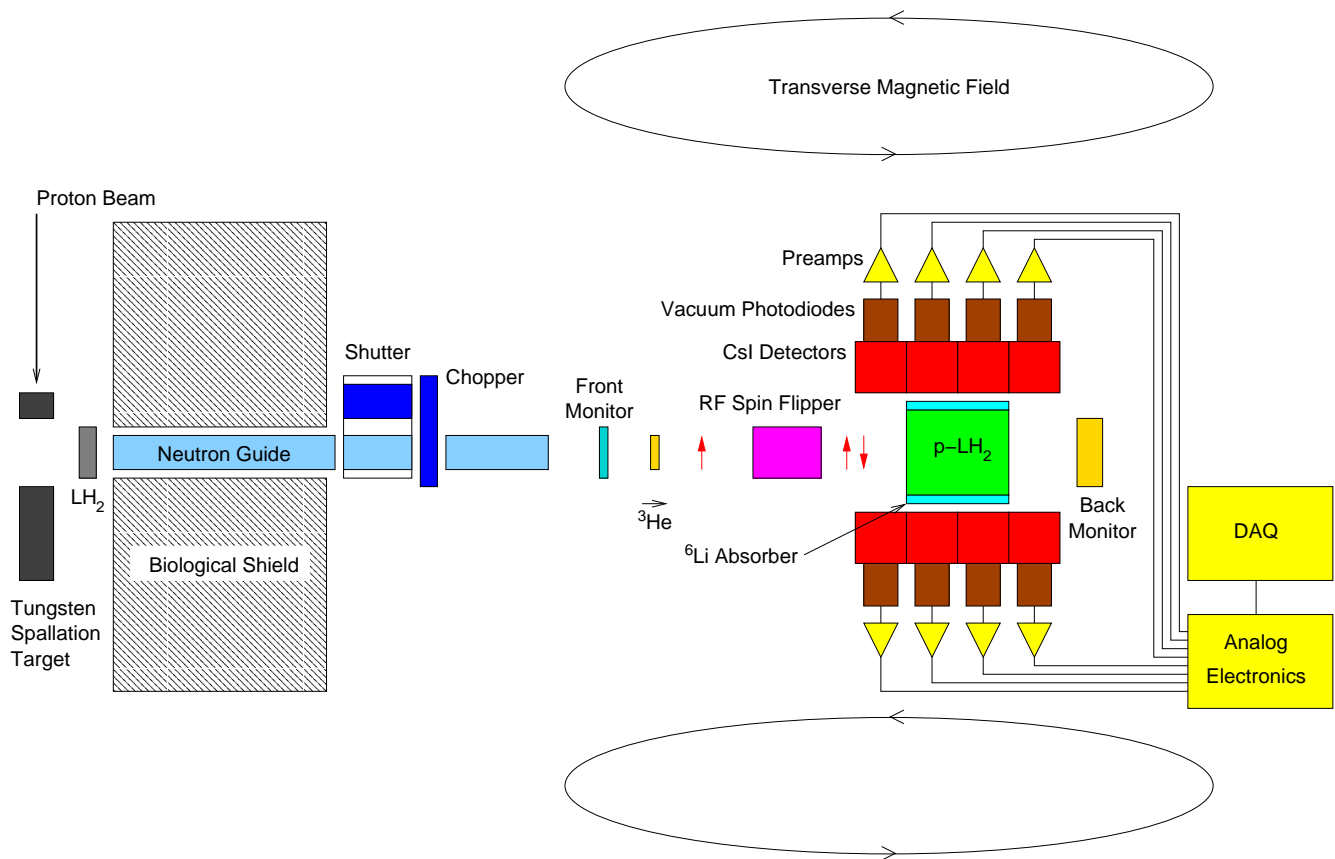 Transverse Magnetic Field
Proton Beam
Preamps
Vacuum Photodiodes
CsI Detectors
Shutter
Chopper
Front
Monitor
RF Spin Flipper
Neutron Guide
p−LH₂
LH₂
³He
Back
Monitor
⁶Li Absorber
DAQ
Biological Shield
Tungsten
Spallation
Target
Analog
Electronics